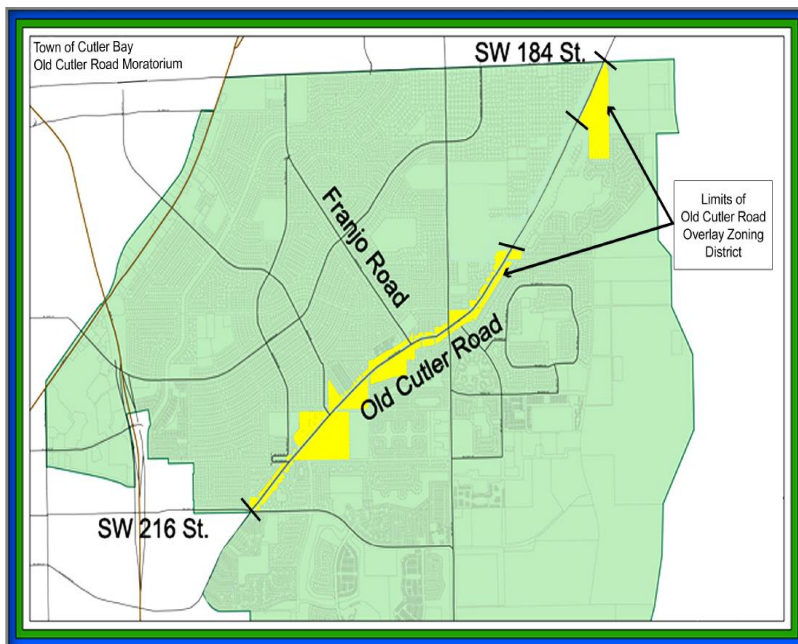 Town of Cutler Bay
Old Cutler Road Moratorium
SW 184 St.
Franjo Road
Limits of
Old Cutler Road
Overlay Zoning
District
Old Cutler Road
SW 216 St.